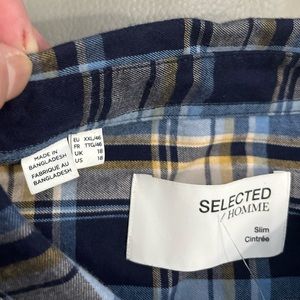 MADE IN
BANGLADESH
FABRIQUÉ AU
BANGLADESH
EU XXL/46
FR TTG/46
UK 18
US 18
SELECTED
/ HOMME
Slim
Cintrée